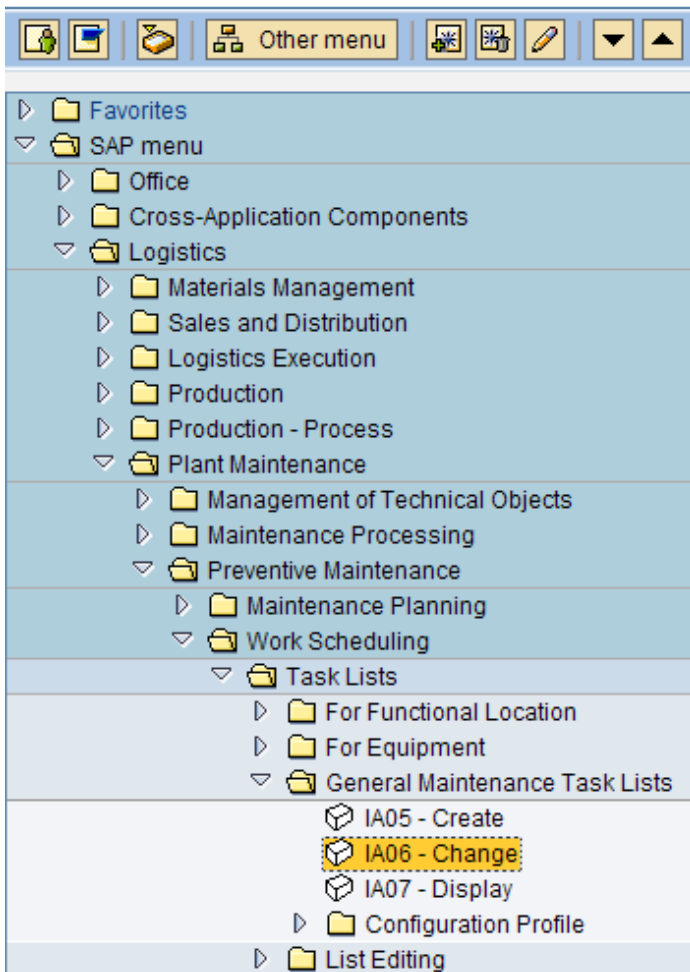 Other menu
Favorites
SAP menu
Office
Cross-Application Components
Logistics
Materials Management
Sales and Distribution
Logistics Execution
Production
Production - Process
Plant Maintenance
Management of Technical Objects
Maintenance Processing
Preventive Maintenance
Maintenance Planning
Work Scheduling
Task Lists
For Functional Location
For Equipment
General Maintenance Task Lists
IA05 - Create
IA06 - Change
IA07 - Display
Configuration Profile
List Editing